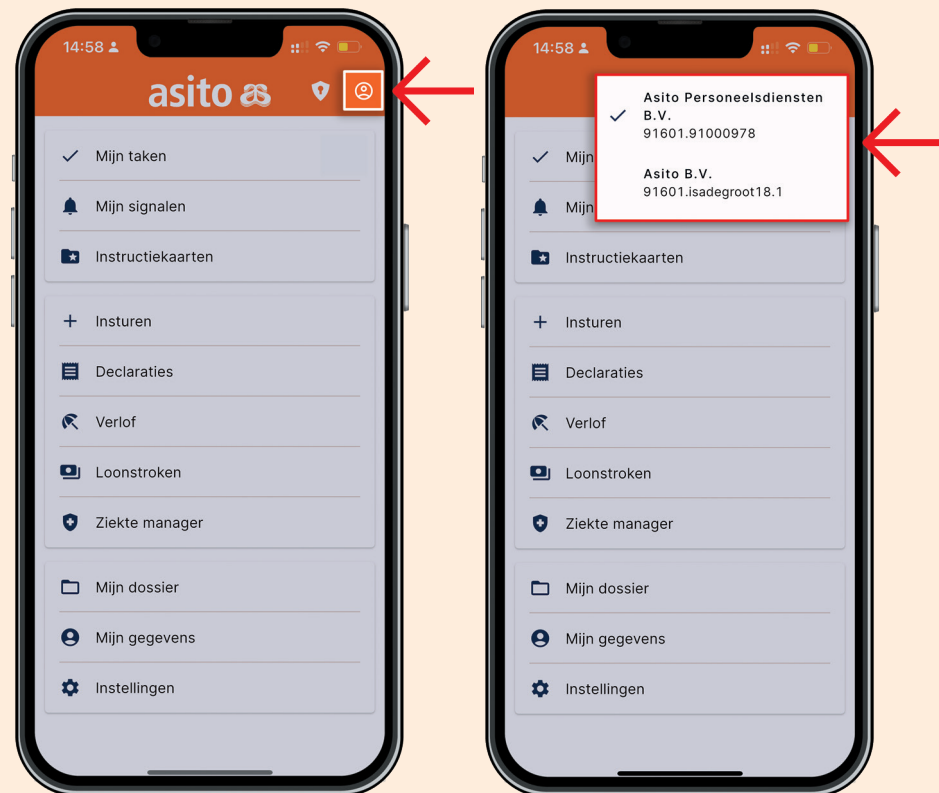 14:58
asito
Mijn taken
Mijn signalen
Instructiekaarten
Insturen
Declaraties
Verlof
Loonstroken
Ziekte manager
Mijn dossier
Mijn gegevens
Instellingen
14:58
Asito Personeelsdiensten
B.V.
91601.91000978
Asito B.V.
91601.isadegroot18.1
Mijn
Mijn
Instructiekaarten
Insturen
Declaraties
Verlof
Loonstroken
Ziekte manager
Mijn dossier
Mijn gegevens
Instellingen